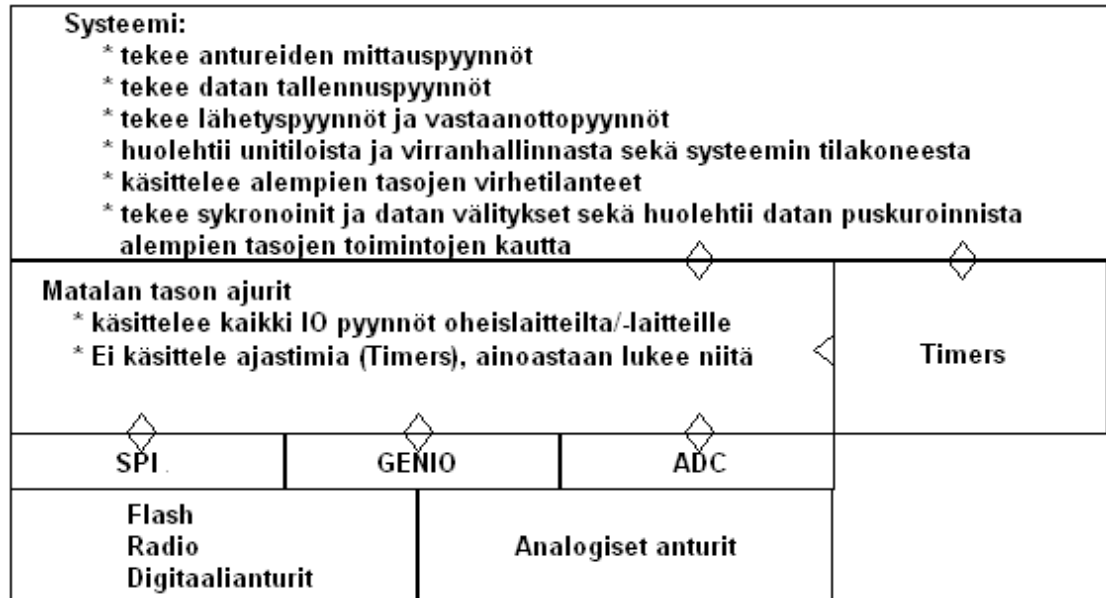 Systeemi:
* tekee antureiden mittauspyynnöt
* tekee datan tallennuspyynnöt
* tekee lähetyspyynnöt ja vastaanottopyynnöt
* huolehtii unitiloista ja virranhallinnasta sekä systeemin tilakoneesta
* käsittelee alempien tasojen virhetilanteet
* tekee sykronoinit ja datan välitykset sekä huolehtii datan puskuroinnista
alempien tasojen toimintojen kautta
Matalan tason ajurit
* käsittelee kaikki IO pyynnöt oheislaitteilta/-laitteille
* Ei käsittele ajastimia (Timers), ainoastaan lukee niitä
Timers
SPI
GENIO
ADC
Flash
Radio
Digitaalianturit
Analogiset anturit